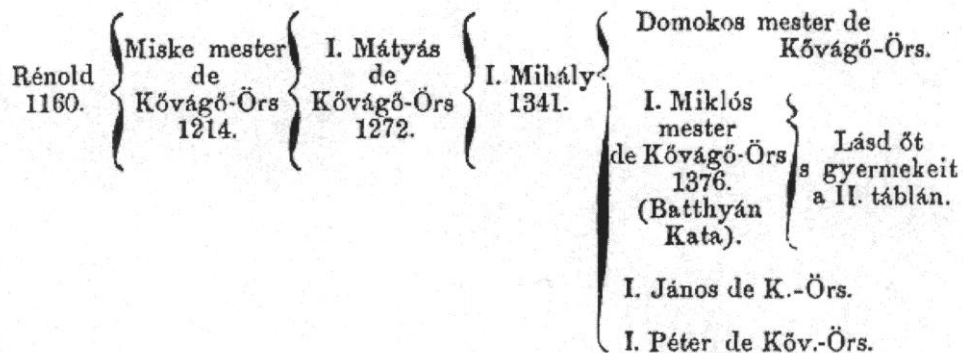 Rénold
1160.
Miske mester
de
Kővágó-Örs
1214.
I. Mátyás
de
Kővágó-Örs
1272.
I. Mihály
1341.
Domokos mester de
Kővágó-Örs.
I. Miklós
mester
de Kővágó-Örs
1376.
(Batthyán
Kata).
Lásd őt
s gyermekeit
a II. táblán.
I. János de K.-Örs.
I. Péter de Kőv.-Örs.